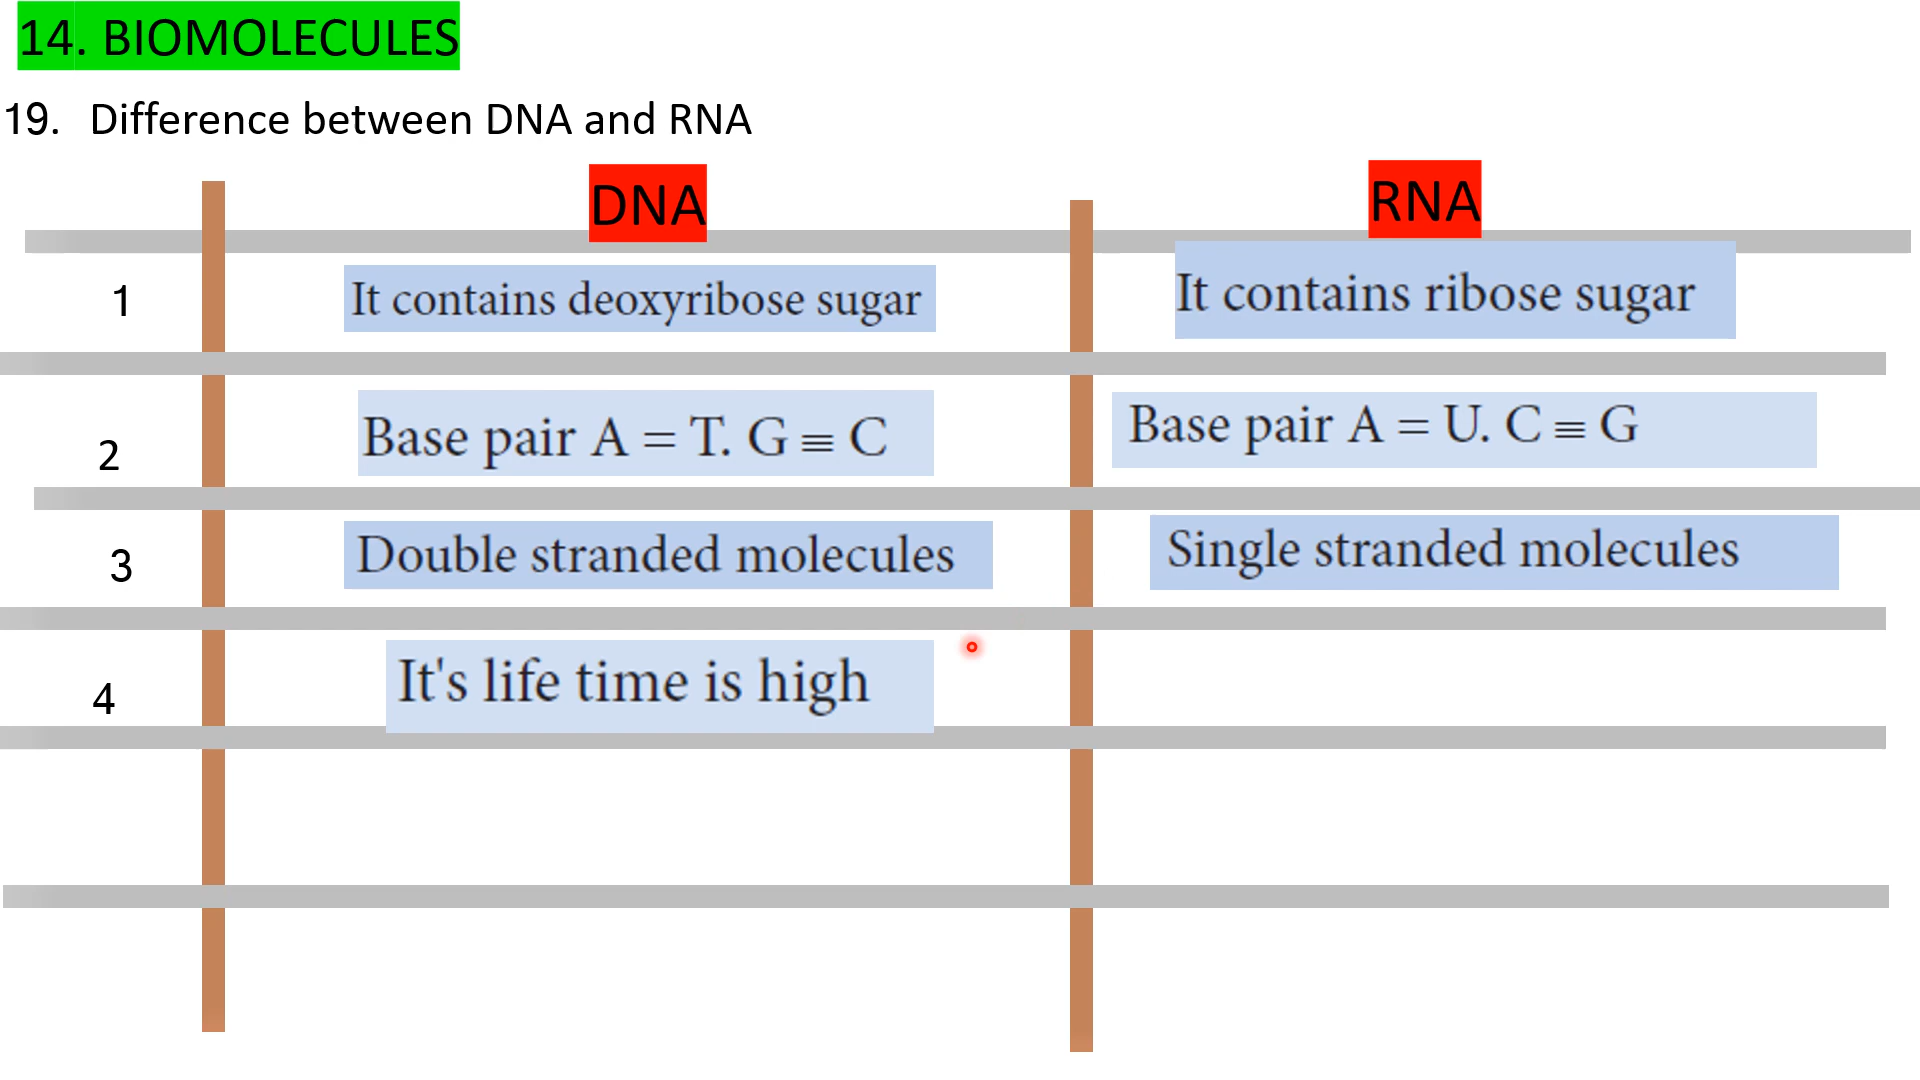 14. BIOMOLECULES
19. Difference between DNA and RNA
DNA
RNA
1
It contains deoxyribose sugar
It contains ribose sugar
2
Base pair A = T. G ≡ C
Base pair A = U. C ≡ G
3
Double stranded molecules
Single stranded molecules
4
It's life time is high